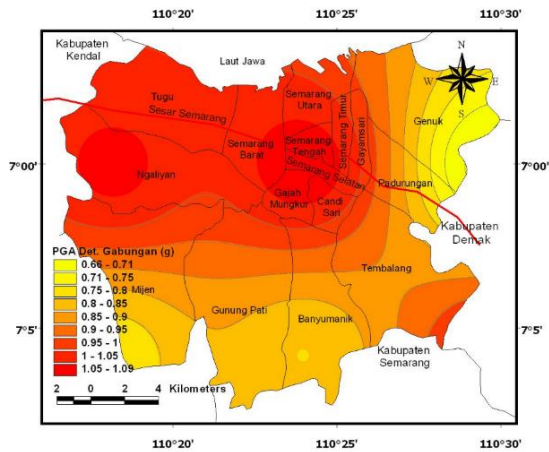 110°20' 110°25' 110°30'
Kabupaten
Kendal
Laut Jawa
N
W E
S
Tugu
Sesar Semarang
Semarang
Utara
Semarang Timur
Gayamsari
Genuk
7°00' 7°00'
Semarang
Barat
Semarang
Tengah
Semarang Selatan
Ngaliyan
Gajah
Mungkur
Candi
Sari
Padurungan
Kabupaten
Demak
PGA Det. Gabungan (g)
0.66 - 0.71
0.71 - 0.75
0.75 - 0.8
0.8 - 0.85
0.85 - 0.9
0.9 - 0.95
0.95 - 1
1 - 1.05
1.05 - 1.09
Mijen
Gunung Pati
Banyumanik
Tembalang
7°5' 7°5'
Kabupaten
Semarang
2 0 2 4 Kilometers
110°20' 110°25' 110°30'